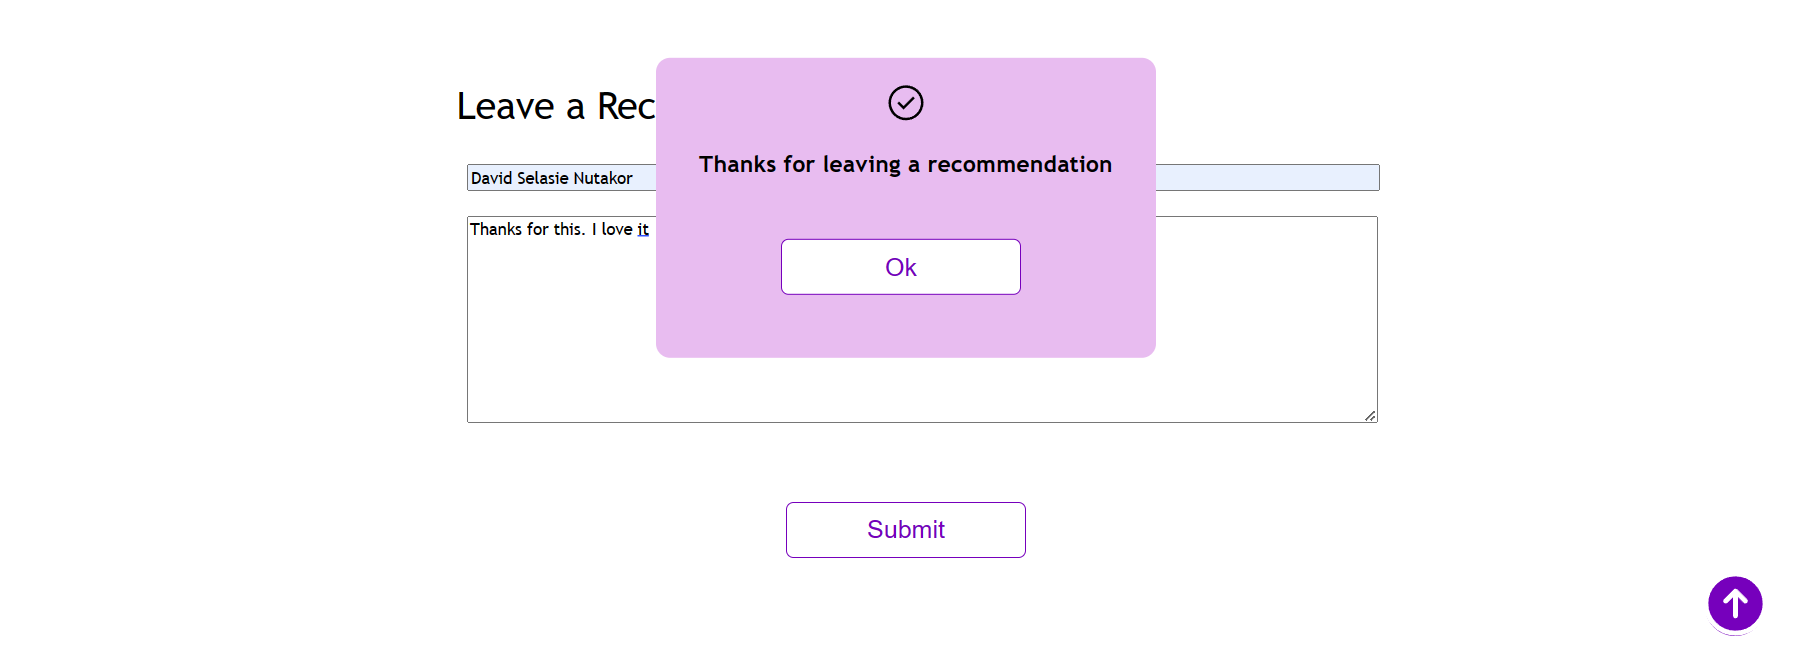 Leave a Rec
Thanks for leaving a recommendation
David Selasie Nutakor
Thanks for this. I love it
Ok
Submit